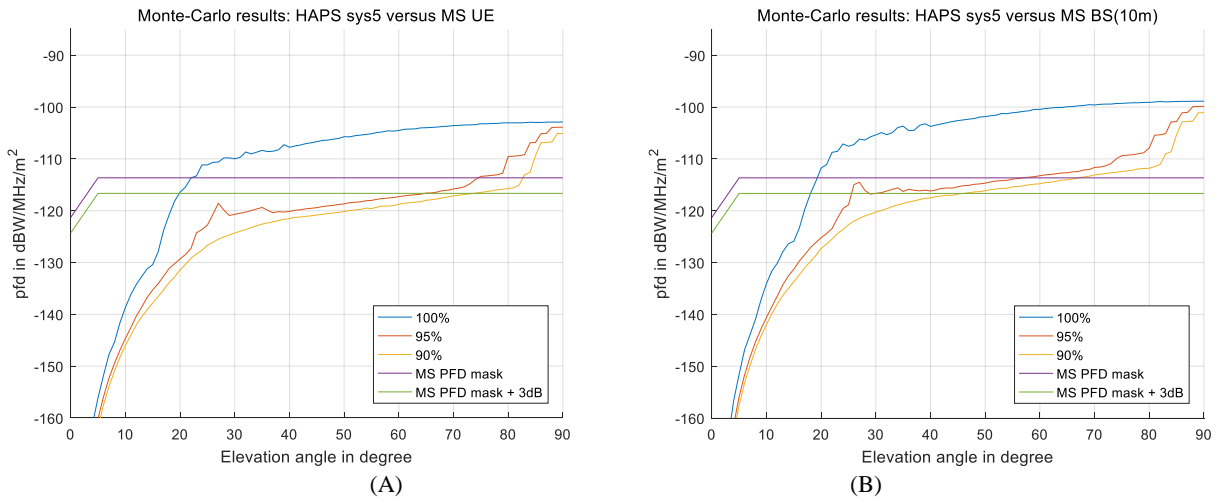 Monte-Carlo results: HAPS sys5 versus MS UE
pfd in dBW/MHz/m²
-90
-100
-110
-120
-130
-140
-150
-160
0 10 20 30 40 50 60 70 80 90
Elevation angle in degree
100%
95%
90%
MS PFD mask
MS PFD mask + 3dB
(A)
Monte-Carlo results: HAPS sys5 versus MS BS(10m)
pfd in dBW/MHz/m²
-90
-100
-110
-120
-130
-140
-150
-160
0 10 20 30 40 50 60 70 80 90
Elevation angle in degree
100%
95%
90%
MS PFD mask
MS PFD mask + 3dB
(B)